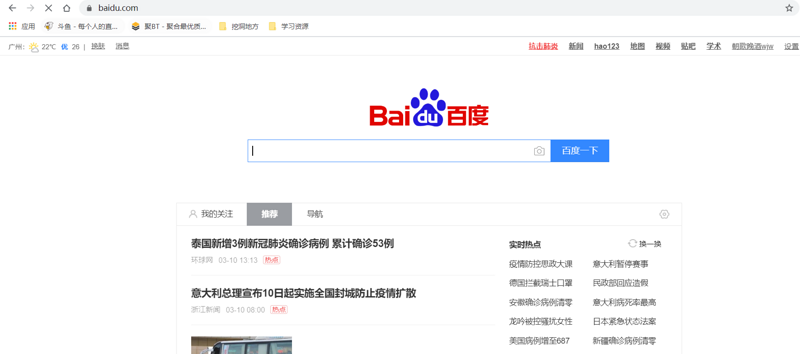 baidu.com
应用 斗鱼 - 每个人的直... 聚BT - 聚合最优质... 挖洞地方 学习资源
广州: 22℃ 优 26 | 换肤 消息 抗击肺炎 新闻 hao123 地图 视频 贴吧 学术 朝歌晚酒wjw 设置
Bai du 百度
百度一下
我的关注 推荐 导航
泰国新增3例新冠肺炎确诊病例 累计确诊53例
环球网 03-10 13:13 热点
意大利总理宣布10日起实施全国封城防止疫情扩散
浙江新闻 03-10 08:00 热点
实时热点 换一换
疫情防控思政大课 意大利暂停赛事
德国拦截瑞士口罩 民政部回应造假
安徽确诊病例清零 意大利病死率最高
龙吟被控骚扰女性 日本紧急状态法案
美国病例增至687 新疆确诊病例清零